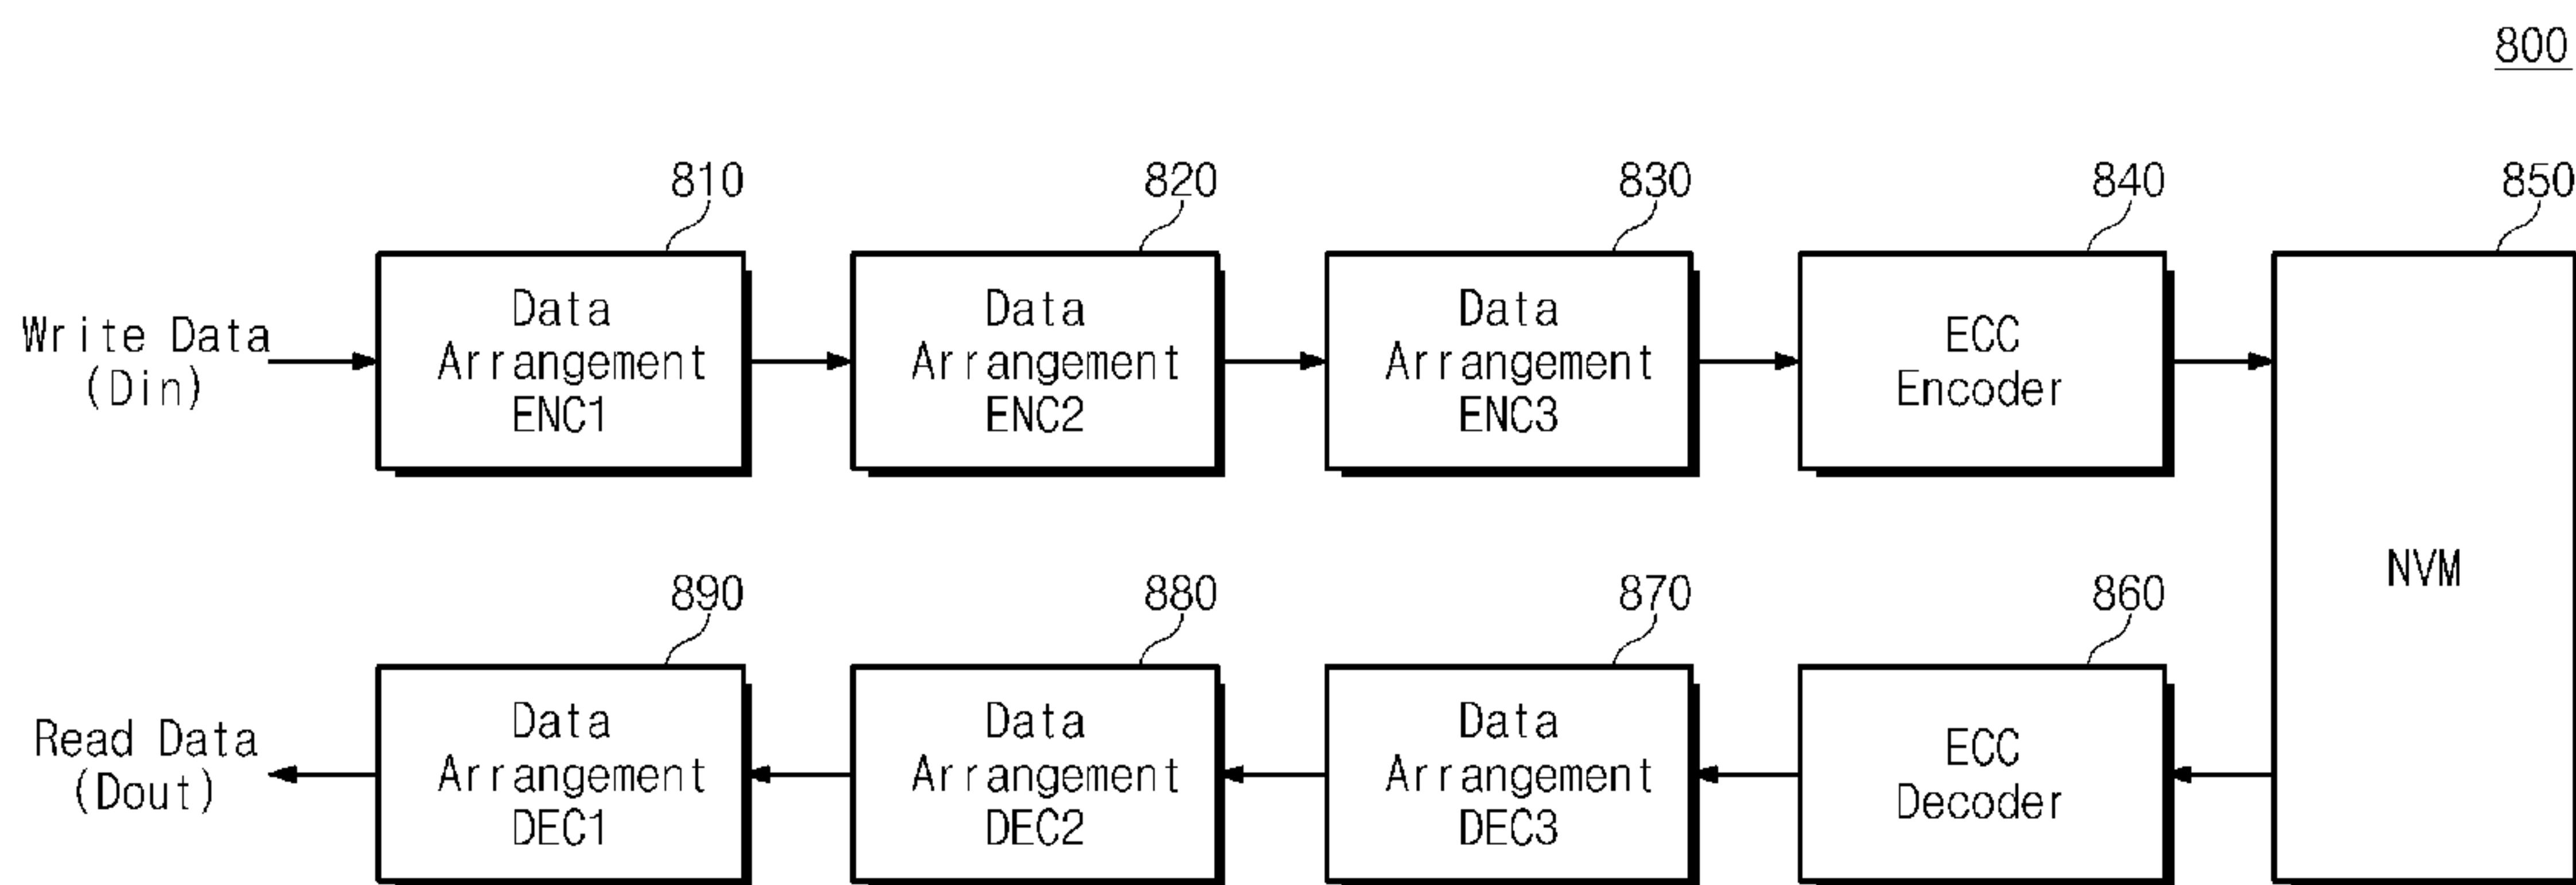 800
810
820
830
840
850
Write Data
(Din)
Data
Arrangement
ENC1
Data
Arrangement
ENC2
Data
Arrangement
ENC3
ECC
Encoder
NVM
890
880
870
860
Read Data
(Dout)
Data
Arrangement
DEC1
Data
Arrangement
DEC2
Data
Arrangement
DEC3
ECC
Decoder